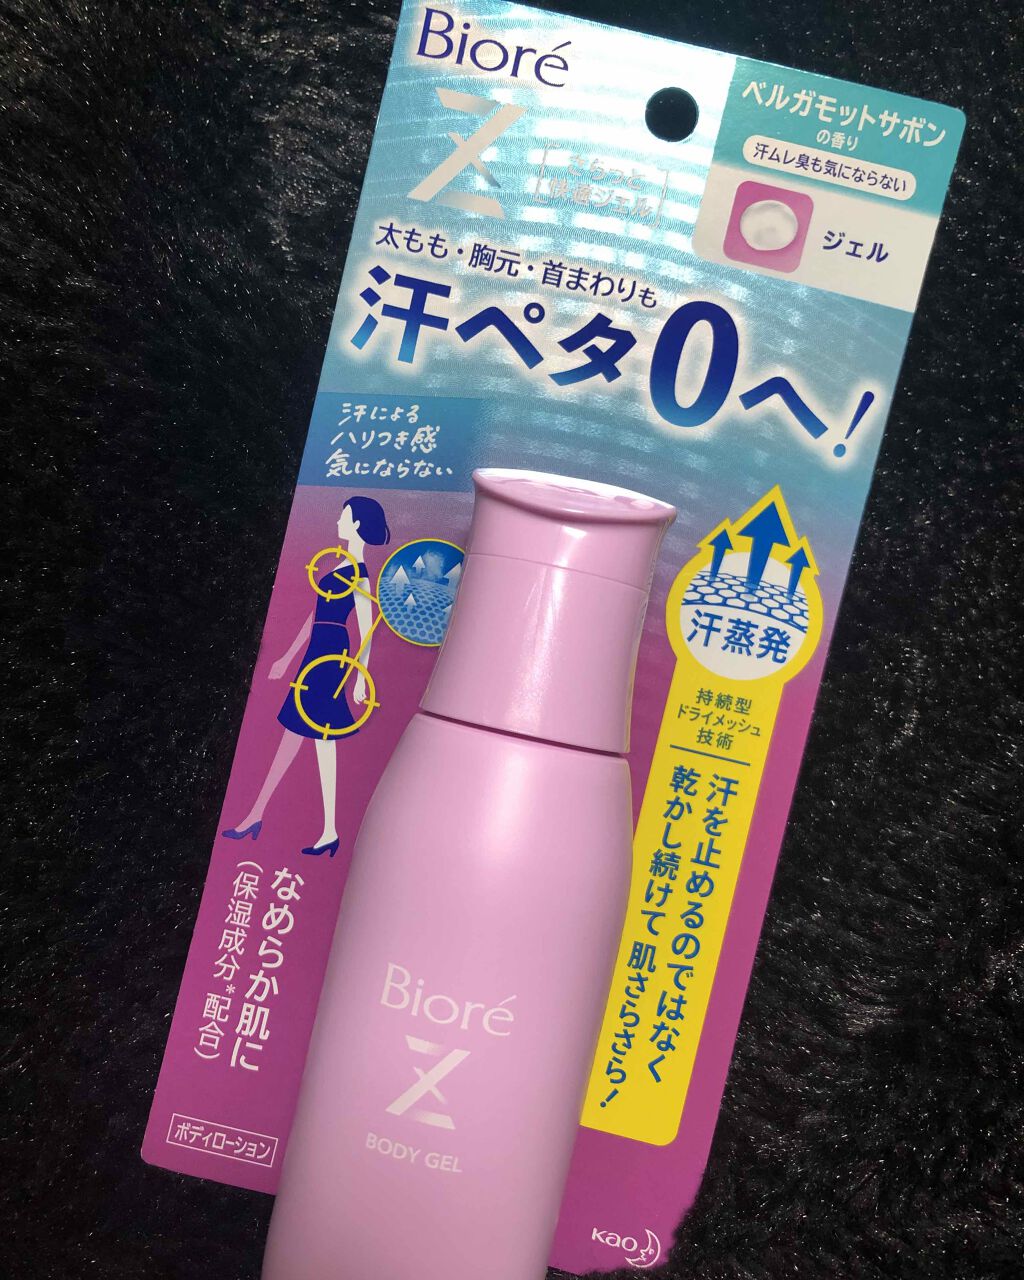 Bioré
Z
さらっと
快適ジェル
ベルガモットサボン
の香り
汗ムレ臭も気にならない
ジェル
太もも・胸元・首まわりも
汗ペタ0へ!
汗による
ハリつき感
気にならない
汗蒸発
持続型
ドライメッシュ
技術
汗を止めるのではなく
乾かし続けて 肌さらさら!
なめらか肌に
(保湿成分*配合)
ボディローション
Bioré
Z
BODY GEL
Kao